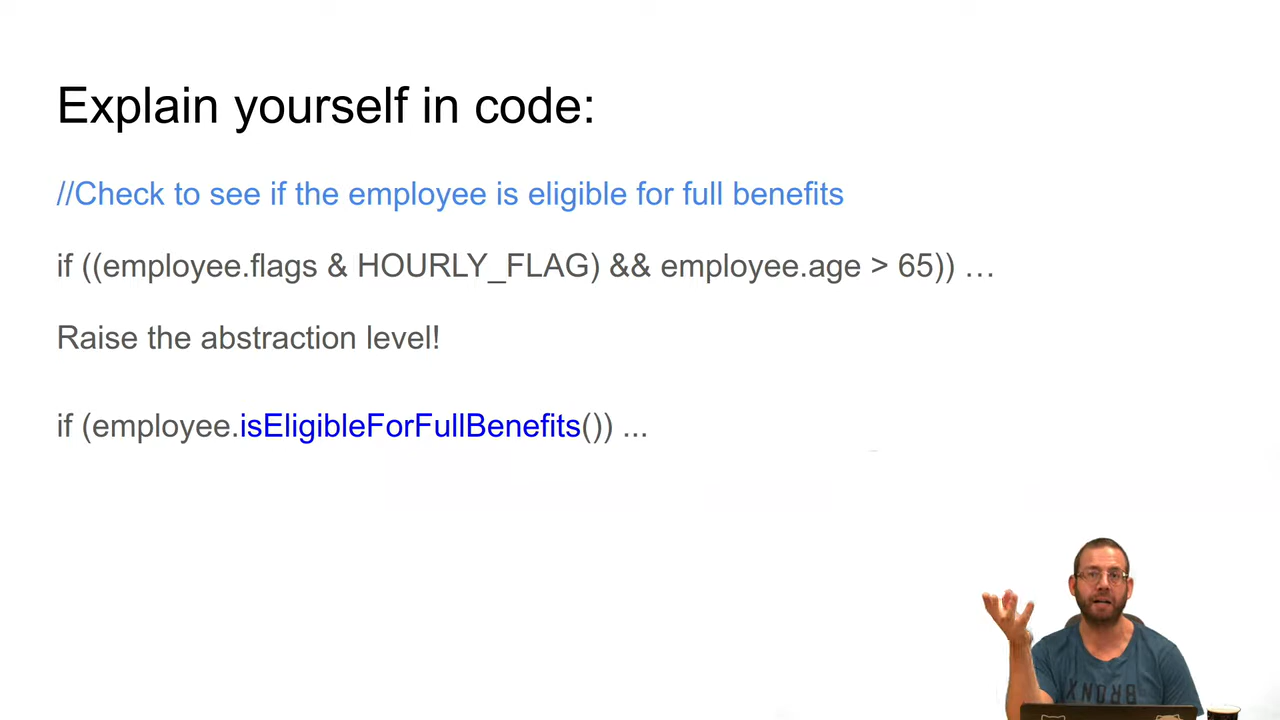 Explain yourself in code:
//Check to see if the employee is eligible for full benefits
if ((employee.flags & HOURLY_FLAG) && employee.age > 65)) …
Raise the abstraction level!
if (employee.isEligibleForFullBenefits()) ...
BRONX